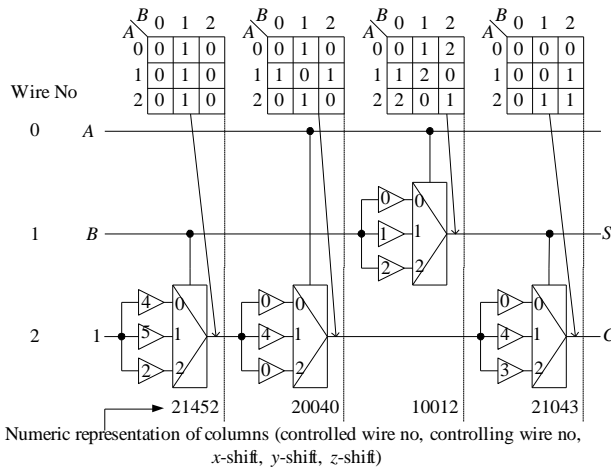 B 0 1 2 B 0 1 2 B 0 1 2 B 0 1 2
A A A A
0 0 1 0 0 0 1 0 0 0 1 2 0 0 1 0
1 0 1 0 1 1 0 1 1 1 2 0 1 0 0 1
2 0 1 0 2 0 1 0 2 2 0 1 2 0 1 1
Wire No
0 A
0 0
1 B 1 1 S
2 2
4 0 0 0 0 0
2 1 5 1 4 1 4 1 C
2 2 0 2 3 2
21452 20040 10012 21043
Numeric representation of columns (controlled wire no, controlling wire no,
x-shift, y-shift, z-shift)